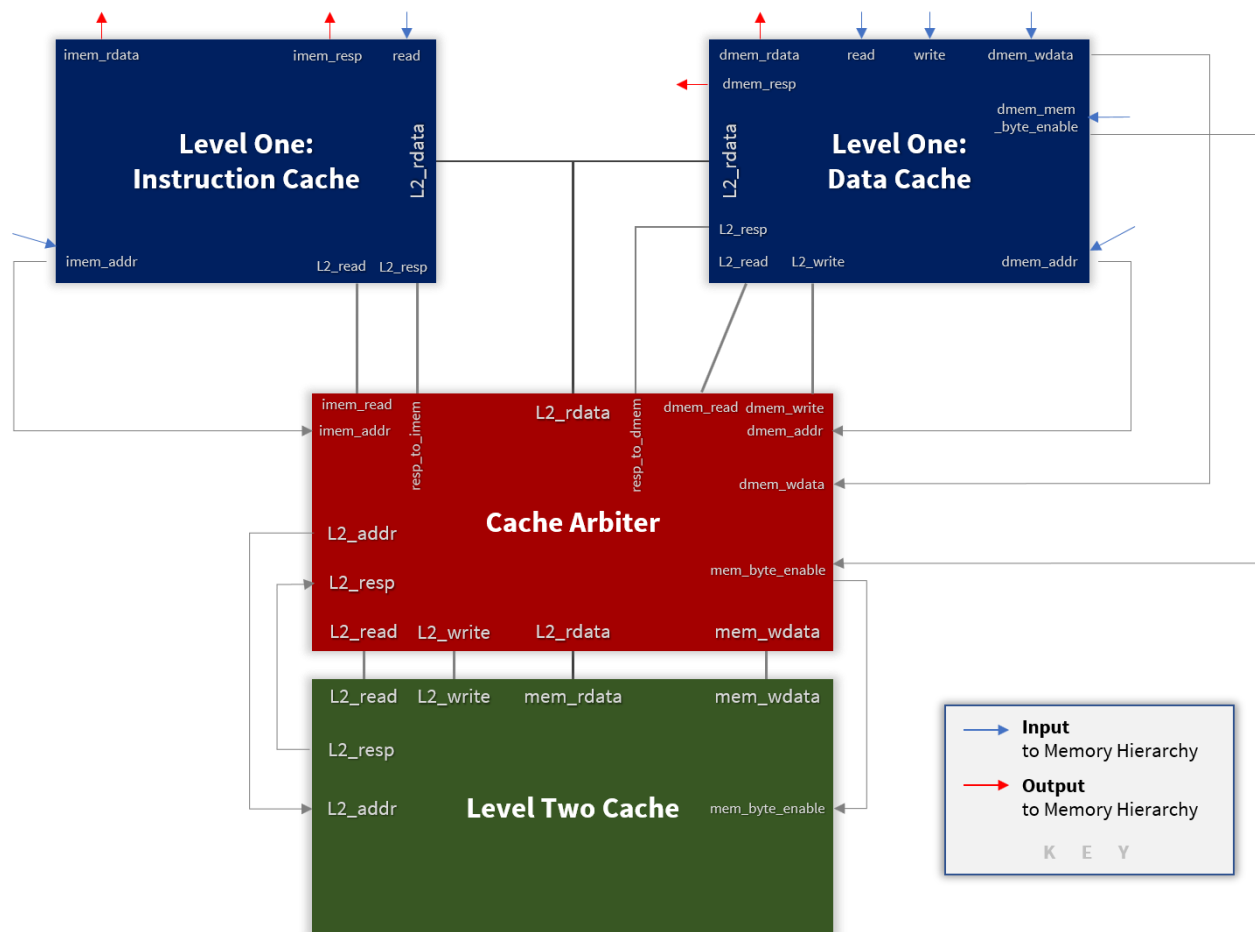 imem_rdata
imem_resp
read
Level One:
Instruction Cache
L2_rdata
imem_addr
L2_read
L2_resp
dmem_rdata
read
write
dmem_wdata
dmem_resp
dmem_mem
_byte_enable
Level One:
Data Cache
L2_rdata
L2_resp
L2_read
L2_write
dmem_addr
imem_read
imem_addr
resp_to_imem
L2_rdata
resp_to_dmem
dmem_read
dmem_write
dmem_addr
dmem_wdata
Cache Arbiter
L2_addr
L2_resp
mem_byte_enable
L2_read
L2_write
L2_rdata
mem_wdata
L2_read
L2_write
mem_rdata
mem_wdata
L2_resp
L2_addr
Level Two Cache
mem_byte_enable
Input
to Memory Hierarchy
Output
to Memory Hierarchy
K E Y